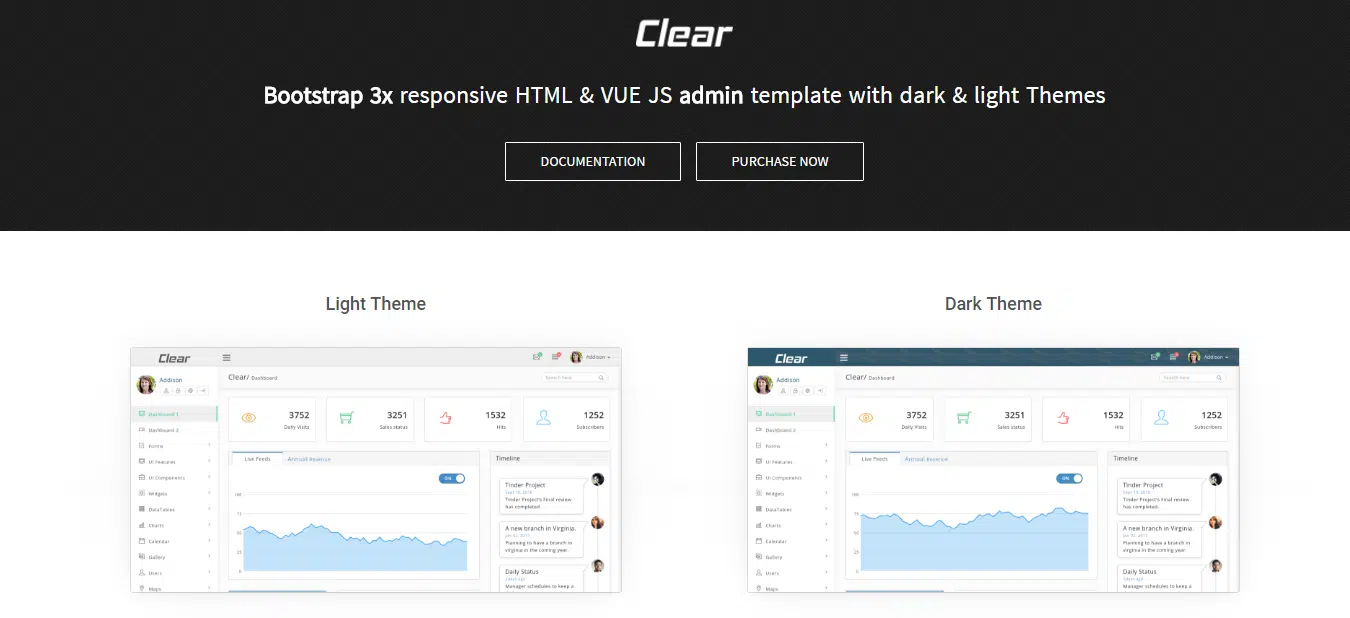 Clear
Bootstrap 3x responsive HTML & VUE JS admin template with dark & light Themes
DOCUMENTATION
PURCHASE NOW
Light Theme
Clear
Addison
Addison
Clear/ Dashboard
Search here
Dashboard 1
Dashboard 2
Forms
UI Features
UI Components
Widgets
DataTables
Charts
Calendar
Gallery
Users
Maps
3752
Daily Visits
3251
Sales status
1532
Hits
1252
Subscribers
Live Feeds
Annual Revenue
ON
100
75
50
25
0
Timeline
Tinder Project
Tinder Project's final review
has completed.
A new branch in Virginia.
Planning to have a branch in
virginia in the coming year.
Daily Status
Manager schedules to keep a
Dark Theme
Clear
Addison
Addison
Clear/ Dashboard
Search here
Dashboard 1
Dashboard 2
Forms
UI Features
UI Components
Widgets
DataTables
Charts
Calendar
Gallery
Users
Maps
3752
Daily Visits
3251
Sales status
1532
Hits
1252
Subscribers
Live Feeds
Annual Revenue
ON
100
75
50
25
0
Timeline
Tinder Project
Tinder Project's final review
has completed.
A new branch in Virginia.
Planning to have a branch in
virginia in the coming year.
Daily Status
Manager schedules to keep a